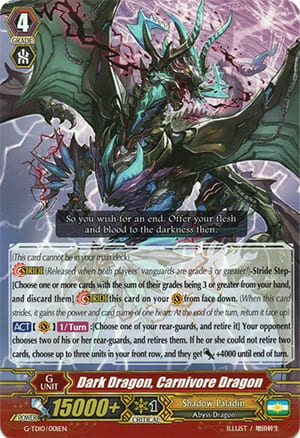 4
GRADE
So you wish for an end. Offer your flesh
and blood to the darkness then.
(This card cannot be your main deck)
STRIDE (Released when both players' vanguards are grade 3 or greater!)-Stride Step-
[Choose one or more cards with the sum of their grades being 3 or greater from your hand,
and discard them] STRIDE this card on your from face down. (When this card
strides, it gains the power and card name of one heart. At the end of the turn, return it face up)
ACT 1/Turn : [Choose one of your rear-guards, and retire it] Your opponent
chooses two of his or her rear-guards, and retires them. If he or she could not retire two
cards, choose up to three units in your front row, and they get +4000 until end of turn.
G
UNIT
Dark Dragon, Carnivore Dragon
POWER
15000+
1
CRITICAL
Shadow Paladin
Abyss Dragon
G-TD10/001EN
ILLUST /